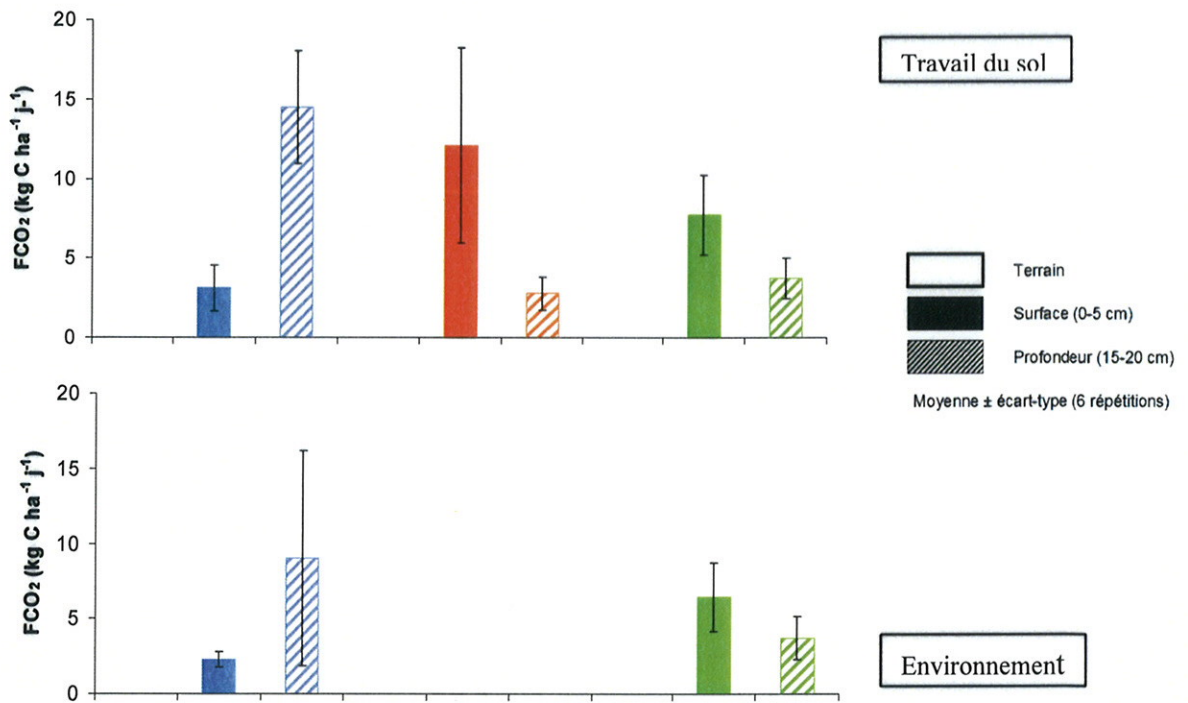 20
15
10
5
0
FCO₂ (kg C ha⁻¹ j-¹)
Travail du sol
Terrain
Surface (0-5 cm)
Profondeur (15-20 cm)
Moyenne ± écart-type (6 répétitions)
20
15
10
5
0
FCO₂ (kg C ha⁻¹ j⁻¹)
Environnement